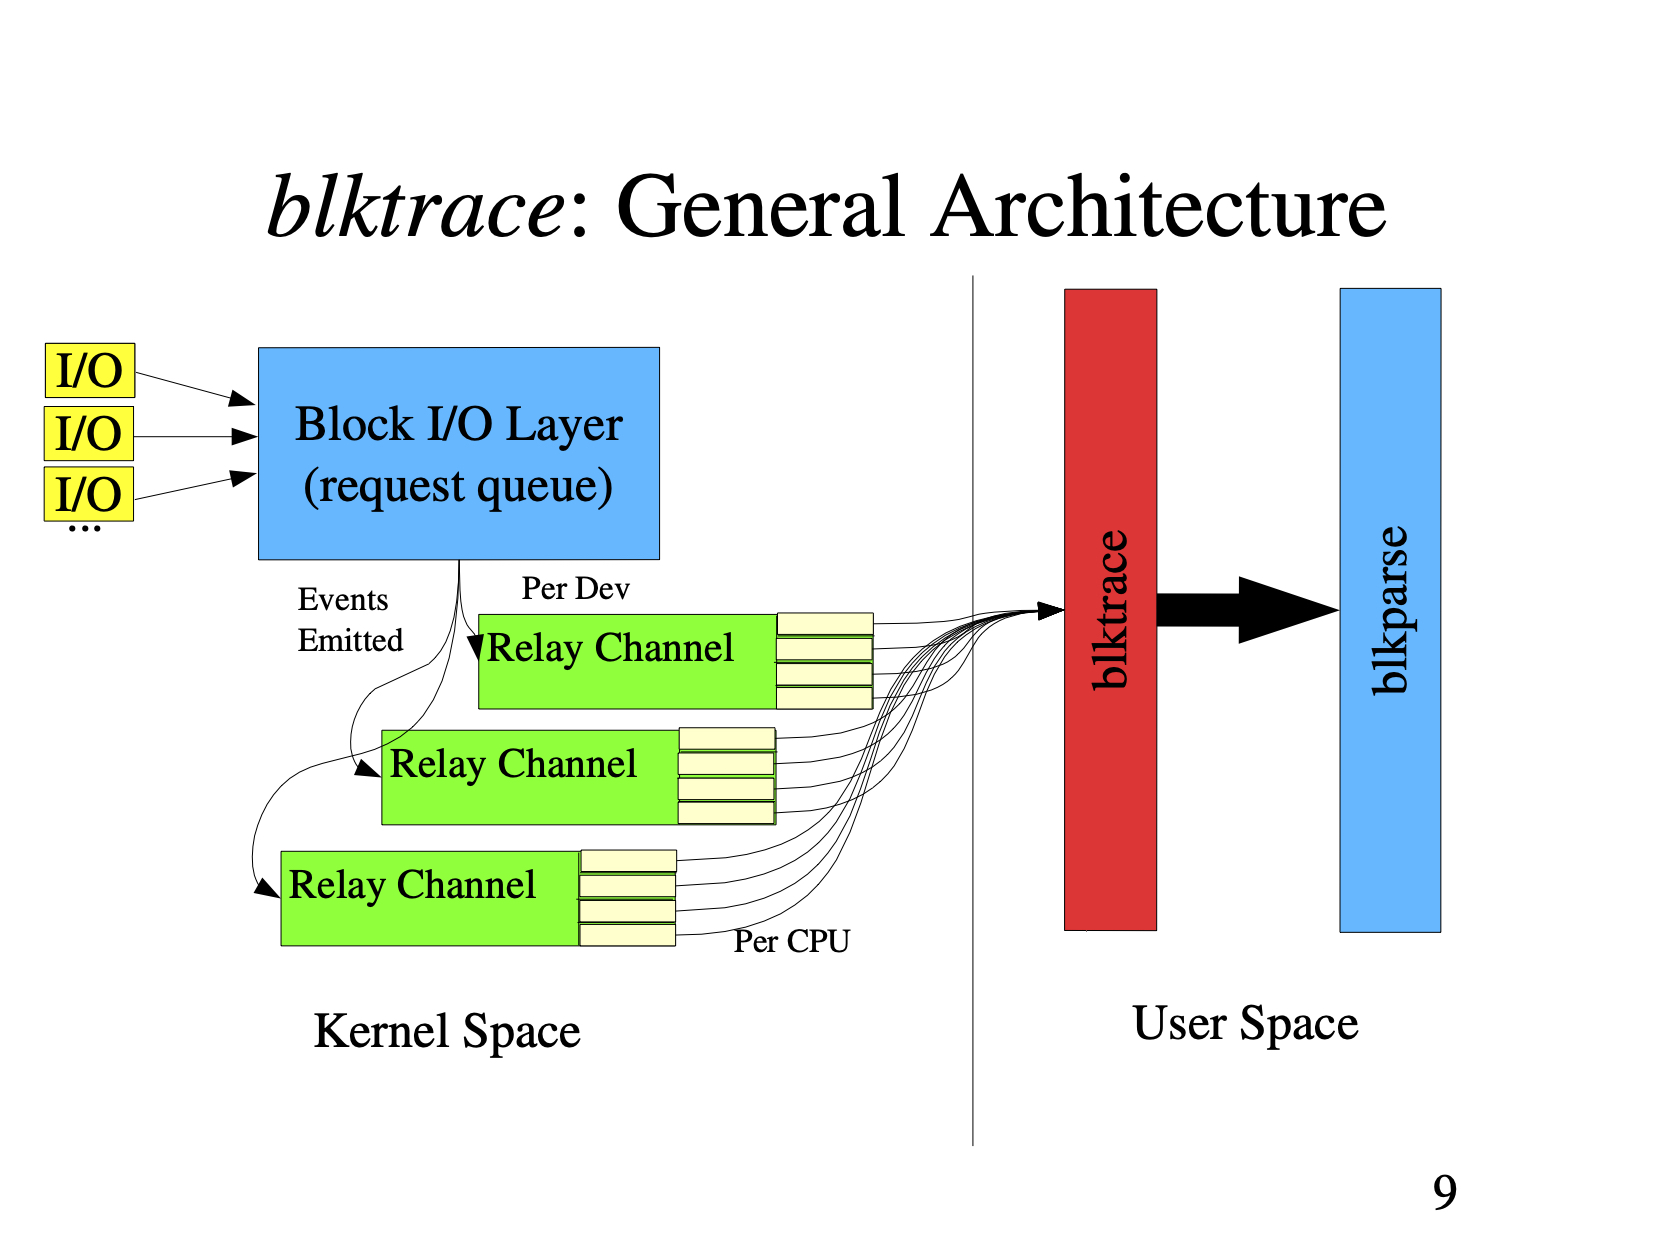 blktrace: General Architecture
I/O
I/O
I/O
...
Block I/O Layer
(request queue)
Events
Emitted
Per Dev
Relay Channel
Relay Channel
Relay Channel
Per CPU
Kernel Space
blktrace
blkparse
User Space
9